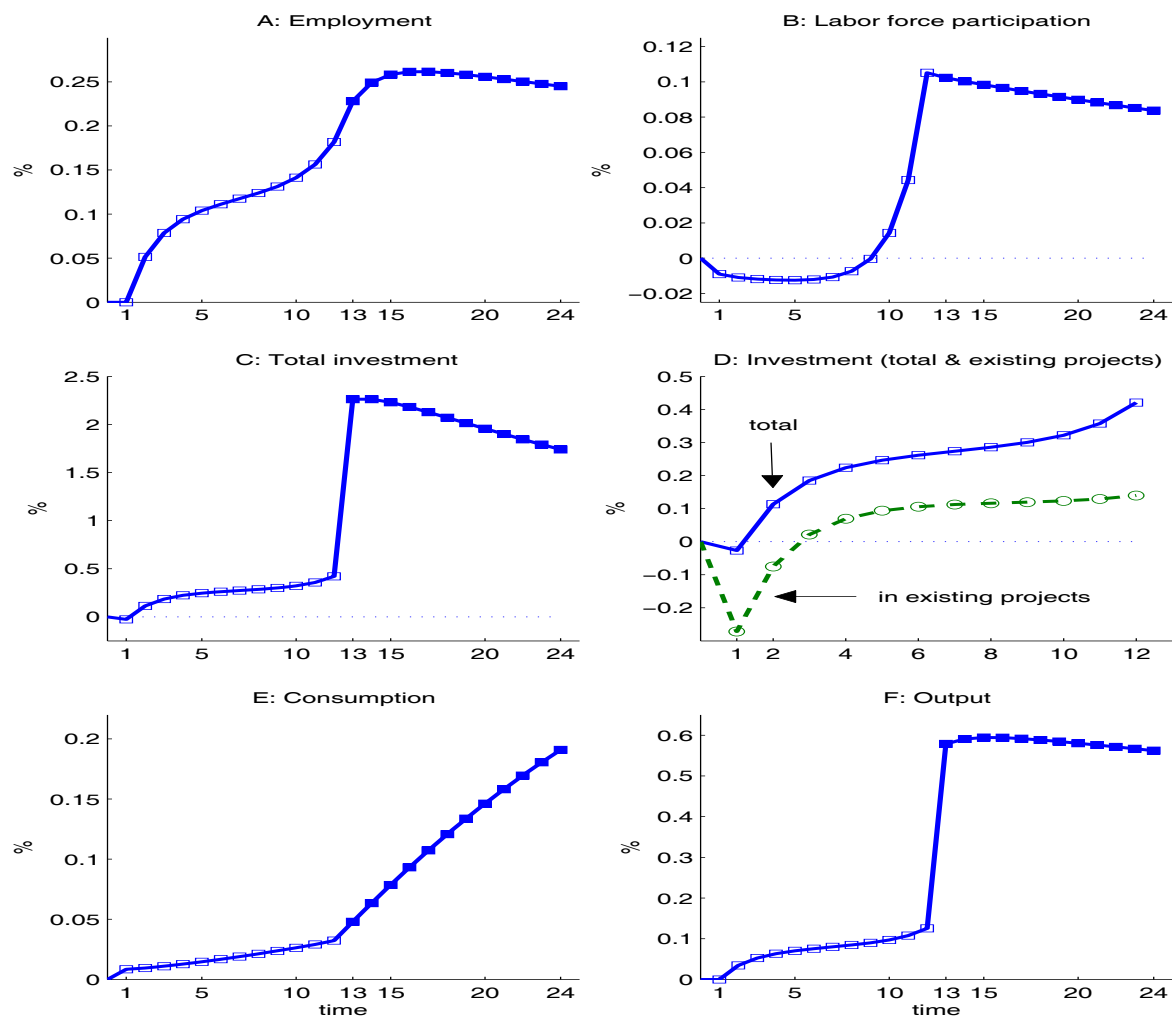 A: Employment
0.25
0.2
0.15
0.1
0.05
0
%
1 5 10 13 15 20 24
B: Labor force participation
0.12
0.1
0.08
0.06
0.04
0.02
0
−0.02
%
1 5 10 13 15 20 24
C: Total investment
2.5
2
1.5
1
0.5
0
%
1 5 10 13 15 20 24
D: Investment (total & existing projects)
0.5
0.4
0.3
0.2
0.1
0
−0.1
−0.2
%
total
in existing projects
1 2 4 6 8 10 12
E: Consumption
0.2
0.15
0.1
0.05
0
%
1 5 10 13 15 20 24
time
F: Output
0.6
0.5
0.4
0.3
0.2
0.1
0
%
1 5 10 13 15 20 24
time